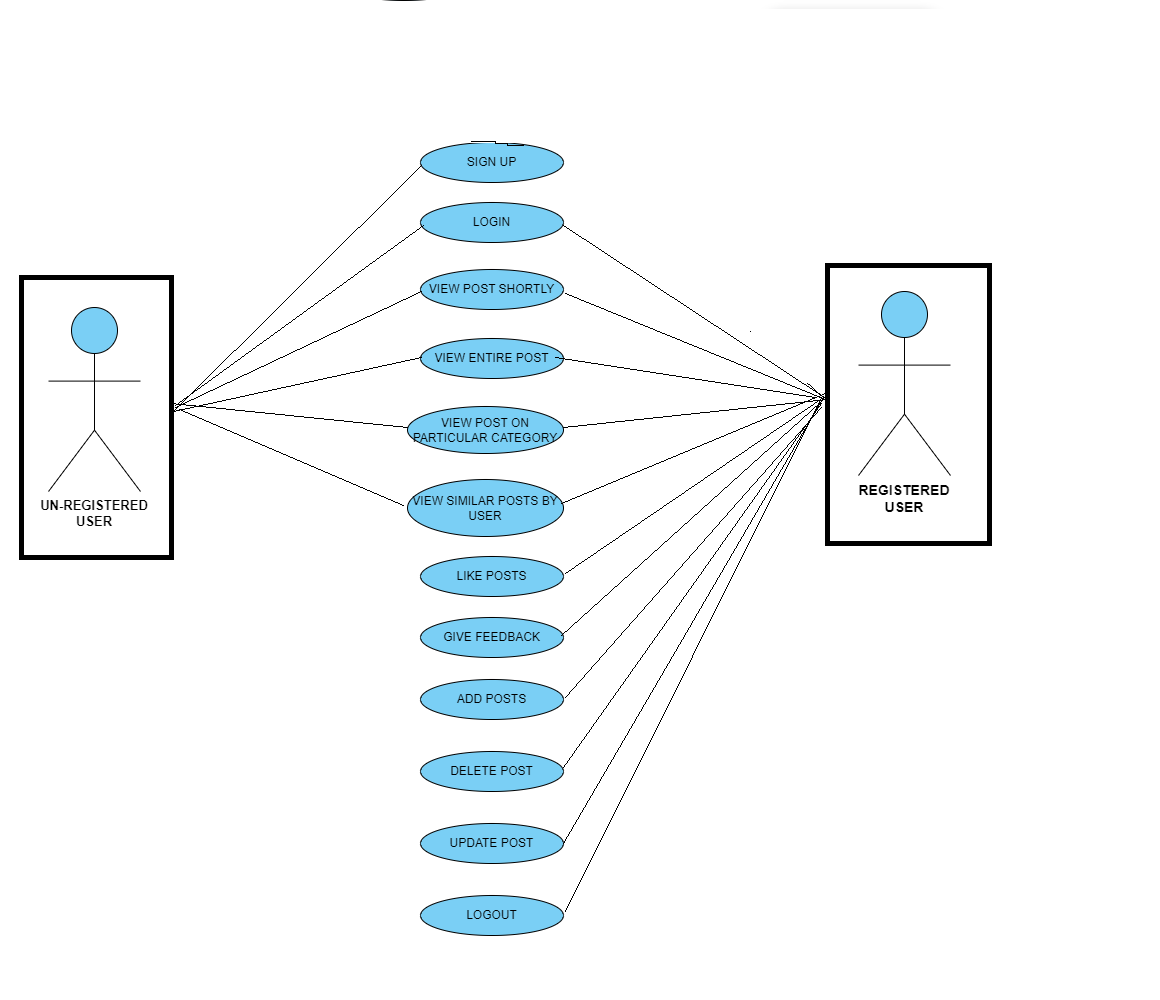 SIGN UP
LOGIN
VIEW POST SHORTLY
VIEW ENTIRE POST
VIEW POST ON
PARTICULAR CATEGORY
VIEW SIMILAR POSTS BY
USER
LIKE POSTS
GIVE FEEDBACK
ADD POSTS
DELETE POST
UPDATE POST
LOGOUT
UN-REGISTERED
USER
REGISTERED
USER